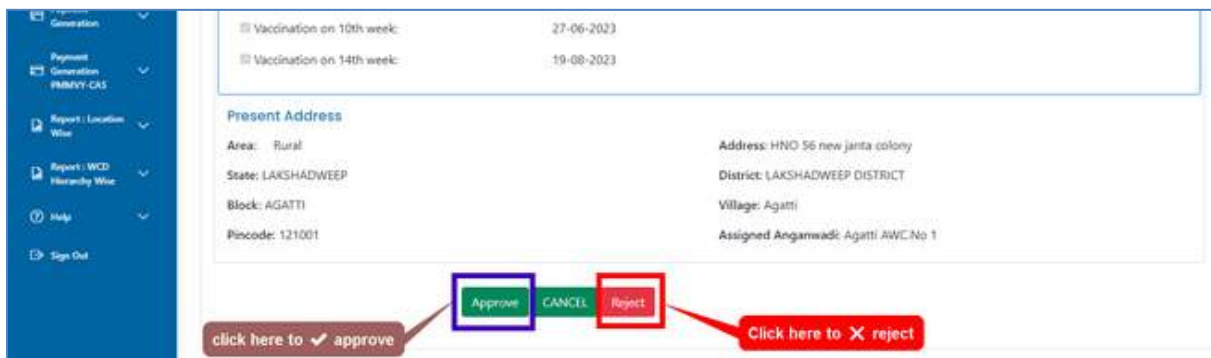 Payment
Generation
Vaccination on 10th week: 27-06-2023
Payment
Generation
PMMVY-CAS
Vaccination on 14th week: 19-08-2023
Report : Location
Wise
Report : WCD
Hierarchy Wise
Help
Sign Out
Present Address
Area: Rural
Address: HNO 56 new janta colony
State: LAKSHADWEEP
District: LAKSHADWEEP DISTRICT
Block: AGATTI
Village: Agatti
Pincode: 121001
Assigned Anganwadi: Agatti AWC.No 1
Approve CANCEL Reject
click here to ✔ approve
Click here to ✕ reject